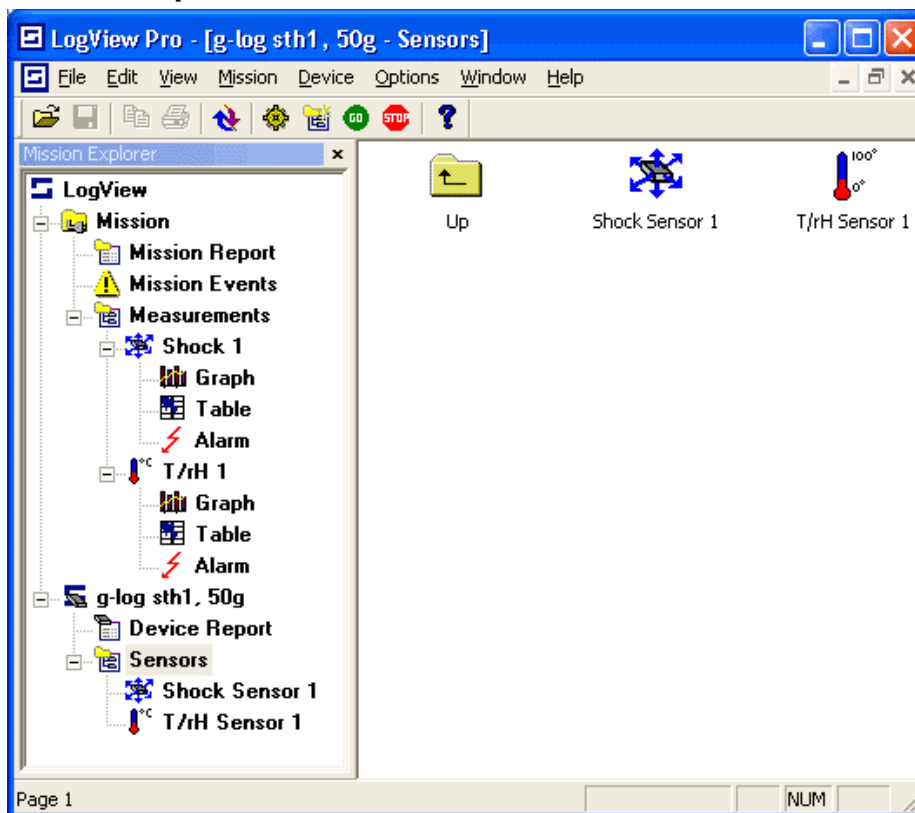 LogView Pro - [g-log sth1, 50g - Sensors]
File Edit View Mission Device Options Window Help
GO STOP ?
Mission Explorer
LogView
Mission
Mission Report
Mission Events
Measurements
Shock 1
Graph
Table
Alarm
°C T/rH 1
Graph
Table
Alarm
g-log sth1, 50g
Device Report
Sensors
Shock Sensor 1
°C T/rH Sensor 1
100°
0°
Up Shock Sensor 1 T/rH Sensor 1
Page 1 NUM